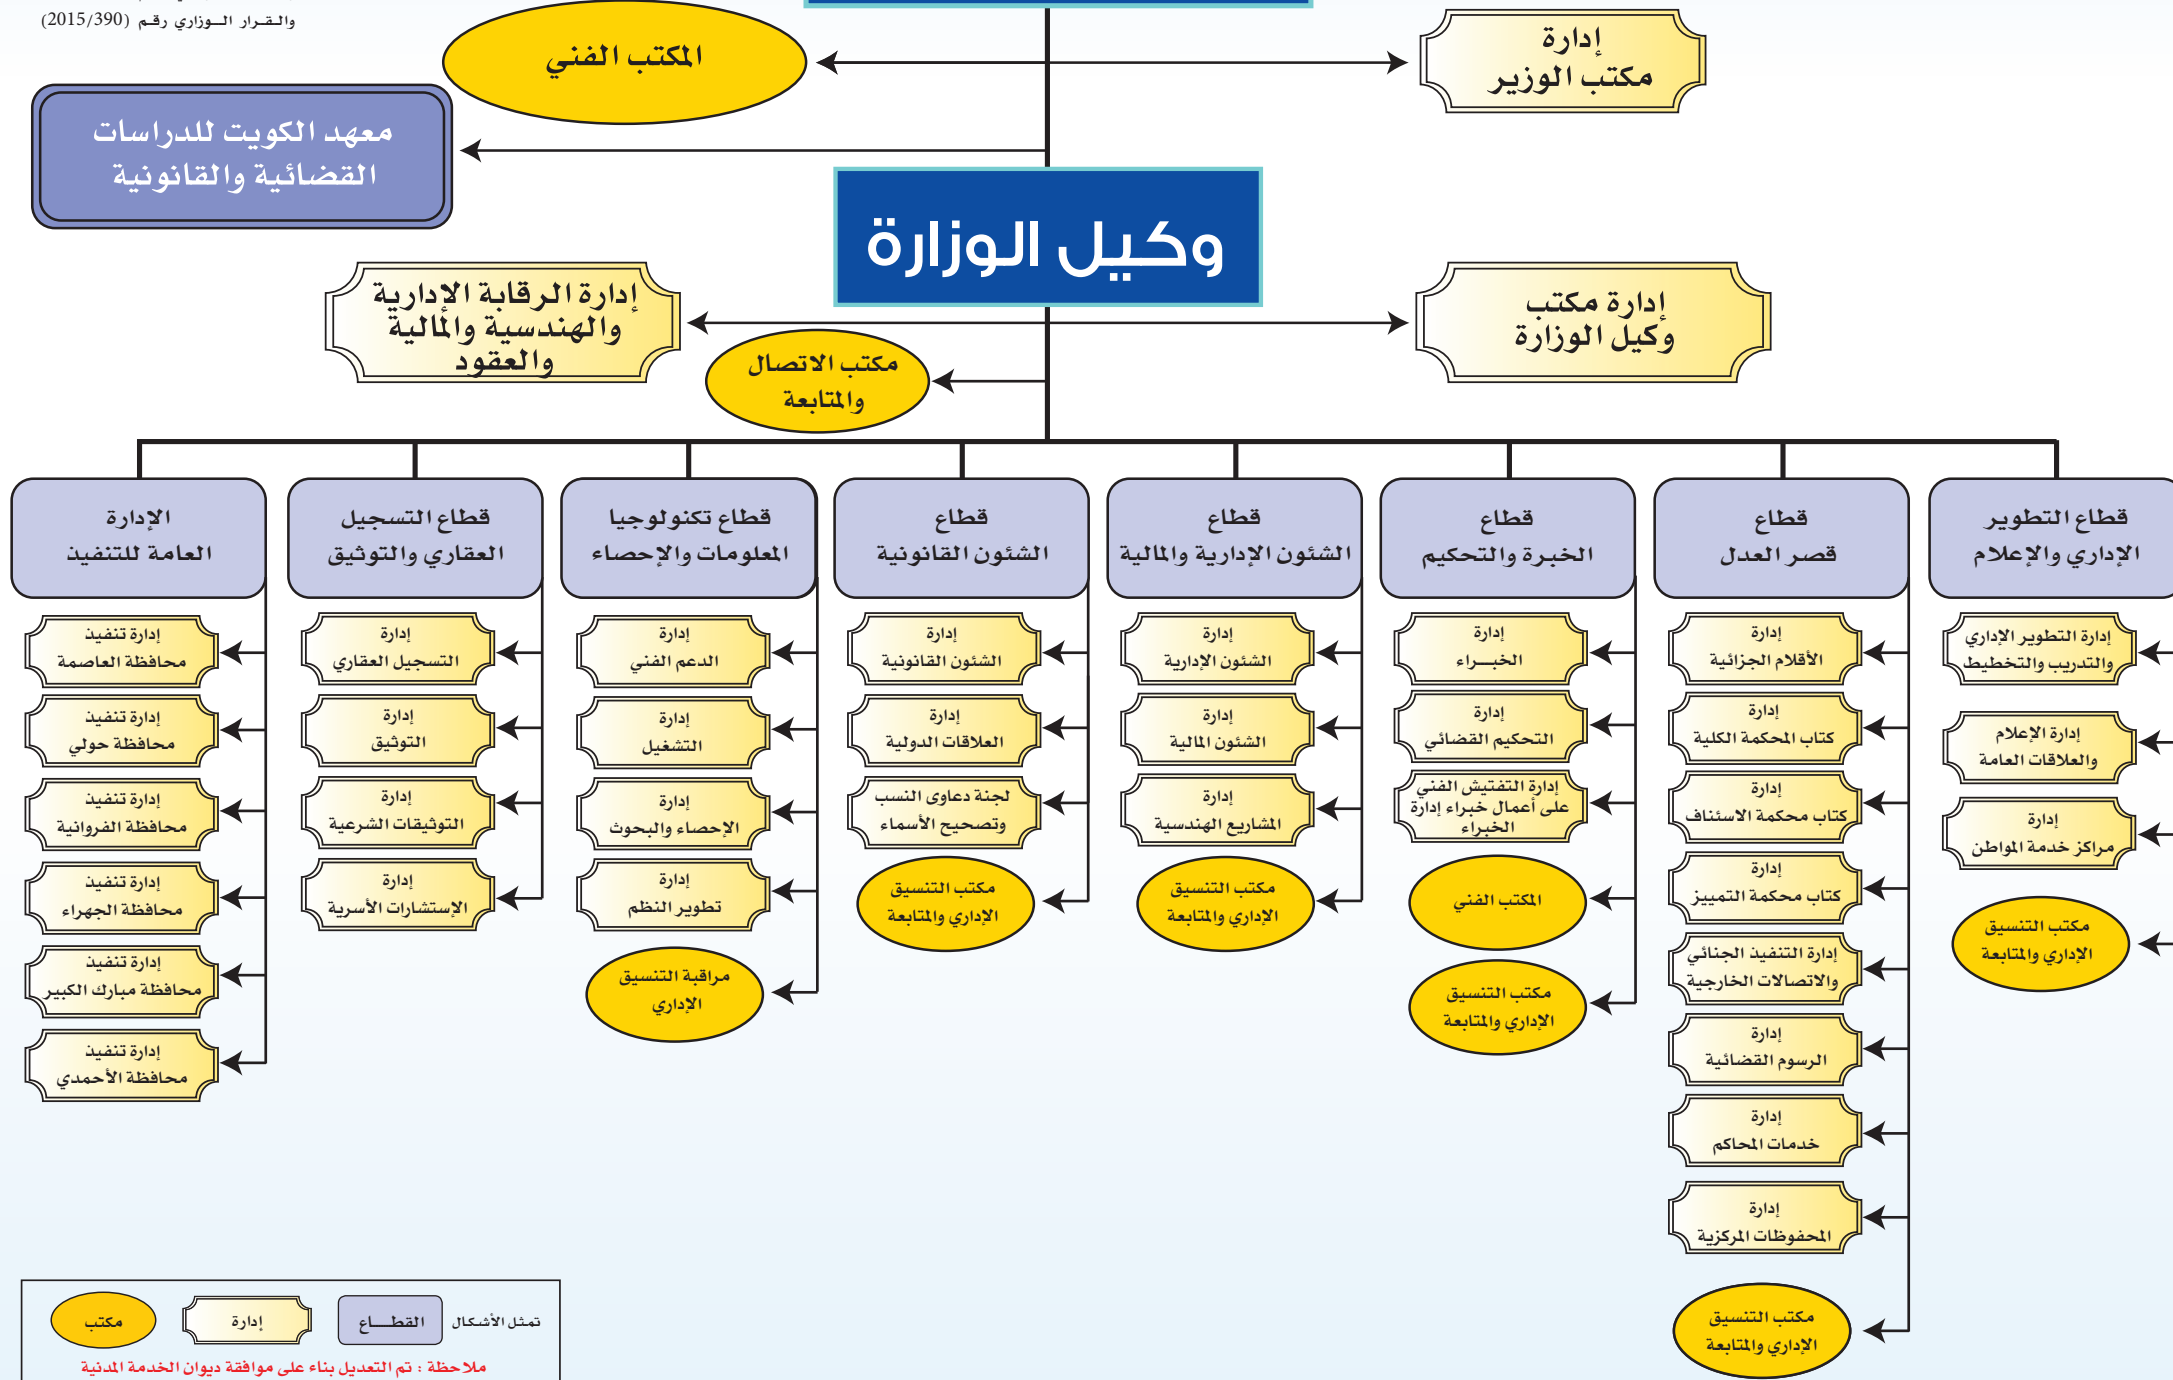 والـقـرار الــوزاري رقـم (2015/390)
المكتب الفني
إدارة
مكتب الوزير
معهد الكويت للدراسات
القضائية والقانونية
وكيل الوزارة
إدارة مكتب
وكيل الوزارة
إدارة الرقابة الإدارية
والهندسية والمالية
والعقود
مكتب الاتصال
والمتابعة
قطاع التطوير
الإداري والإعلام
إدارة التطوير الإداري
والتدريب والتخطيط
إدارة الإعلام
والعلاقات العامة
إدارة
مراكز خدمة المواطن
مكتب التنسيق
الإداري والمتابعة
قطاع
قصر العدل
إدارة
الأقلام الجزائية
إدارة
كتاب المحكمة الكلية
إدارة
كتاب محكمة الاسئناف
إدارة
كتاب محكمة التمييز
إدارة التنفيذ الجنائي
والاتصالات الخارجية
إدارة
الرسوم القضائية
إدارة
خدمات المحاكم
إدارة
المحفوظات المركزية
مكتب التنسيق
الإداري والمتابعة
قطاع
الخبرة والتحكيم
إدارة
الخبــراء
إدارة
التحكيم القضائي
إدارة التفتيش الفني
على أعمال خبراء إدارة
الخبراء
المكتب الفني
مكتب التنسيق
الإداري والمتابعة
قطاع
الشئون الإدارية والمالية
إدارة
الشئون الإدارية
إدارة
الشئون المالية
إدارة
المشاريع الهندسية
مكتب التنسيق
الإداري والمتابعة
قطاع
الشئون القانونية
إدارة
الشئون القانونية
إدارة
العلاقات الدولية
لجنة دعاوى النسب
وتصحيح الأسماء
مكتب التنسيق
الإداري والمتابعة
قطاع تكنولوجيا
المعلومات والإحصاء
إدارة
الدعم الفني
إدارة
التشغيل
إدارة
الإحصاء والبحوث
إدارة
تطوير النظم
مراقبة التنسيق
الإداري
قطاع التسجيل
العقاري والتوثيق
إدارة
التسجيل العقاري
إدارة
التوثيق
إدارة
التوثيقات الشرعية
إدارة
الإستشارات الأسرية
الإدارة
العامة للتنفيذ
إدارة تنفيذ
محافظة العاصمة
إدارة تنفيذ
محافظة حولي
إدارة تنفيذ
محافظة الفروانية
إدارة تنفيذ
محافظة الجهراء
إدارة تنفيذ
محافظة مبارك الكبير
إدارة تنفيذ
محافظة الأحمدي
تمثل الأشكال القطــاع إدارة مكتب
ملاحظة : تم التعديل بناء على موافقة ديوان الخدمة المدنية